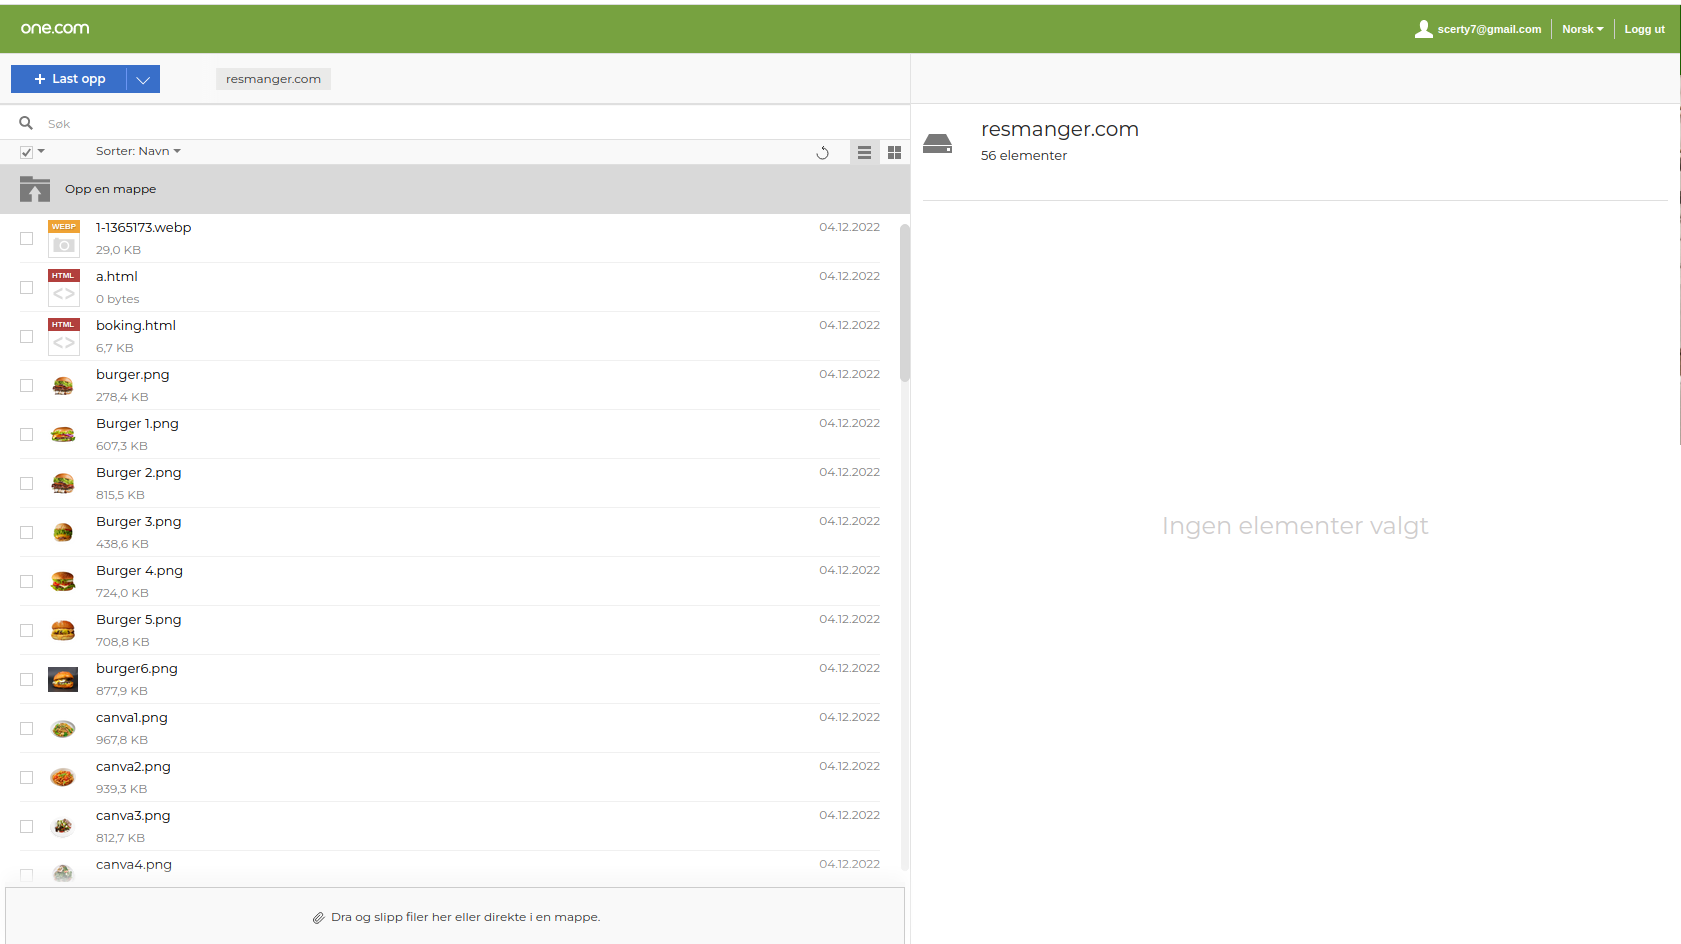 one.com
scerty7@gmail.com
Norsk
Logg ut
+ Last opp
resmanger.com
Søk
Sorter: Navn
Opp en mappe
WEBP
1-1365173.webp
04.12.2022
29,0 KB
HTML
a.html
04.12.2022
0 bytes
HTML
boking.html
04.12.2022
6,7 KB
burger.png
04.12.2022
278,4 KB
Burger 1.png
04.12.2022
607,3 KB
Burger 2.png
04.12.2022
815,5 KB
Burger 3.png
04.12.2022
438,6 KB
Burger 4.png
04.12.2022
724,0 KB
Burger 5.png
04.12.2022
708,8 KB
burger6.png
04.12.2022
877,9 KB
canva1.png
04.12.2022
967,8 KB
canva2.png
04.12.2022
939,3 KB
canva3.png
04.12.2022
812,7 KB
canva4.png
04.12.2022
Dra og slipp filer her eller direkte i en mappe.
resmanger.com
56 elementer
Ingen elementer valgt